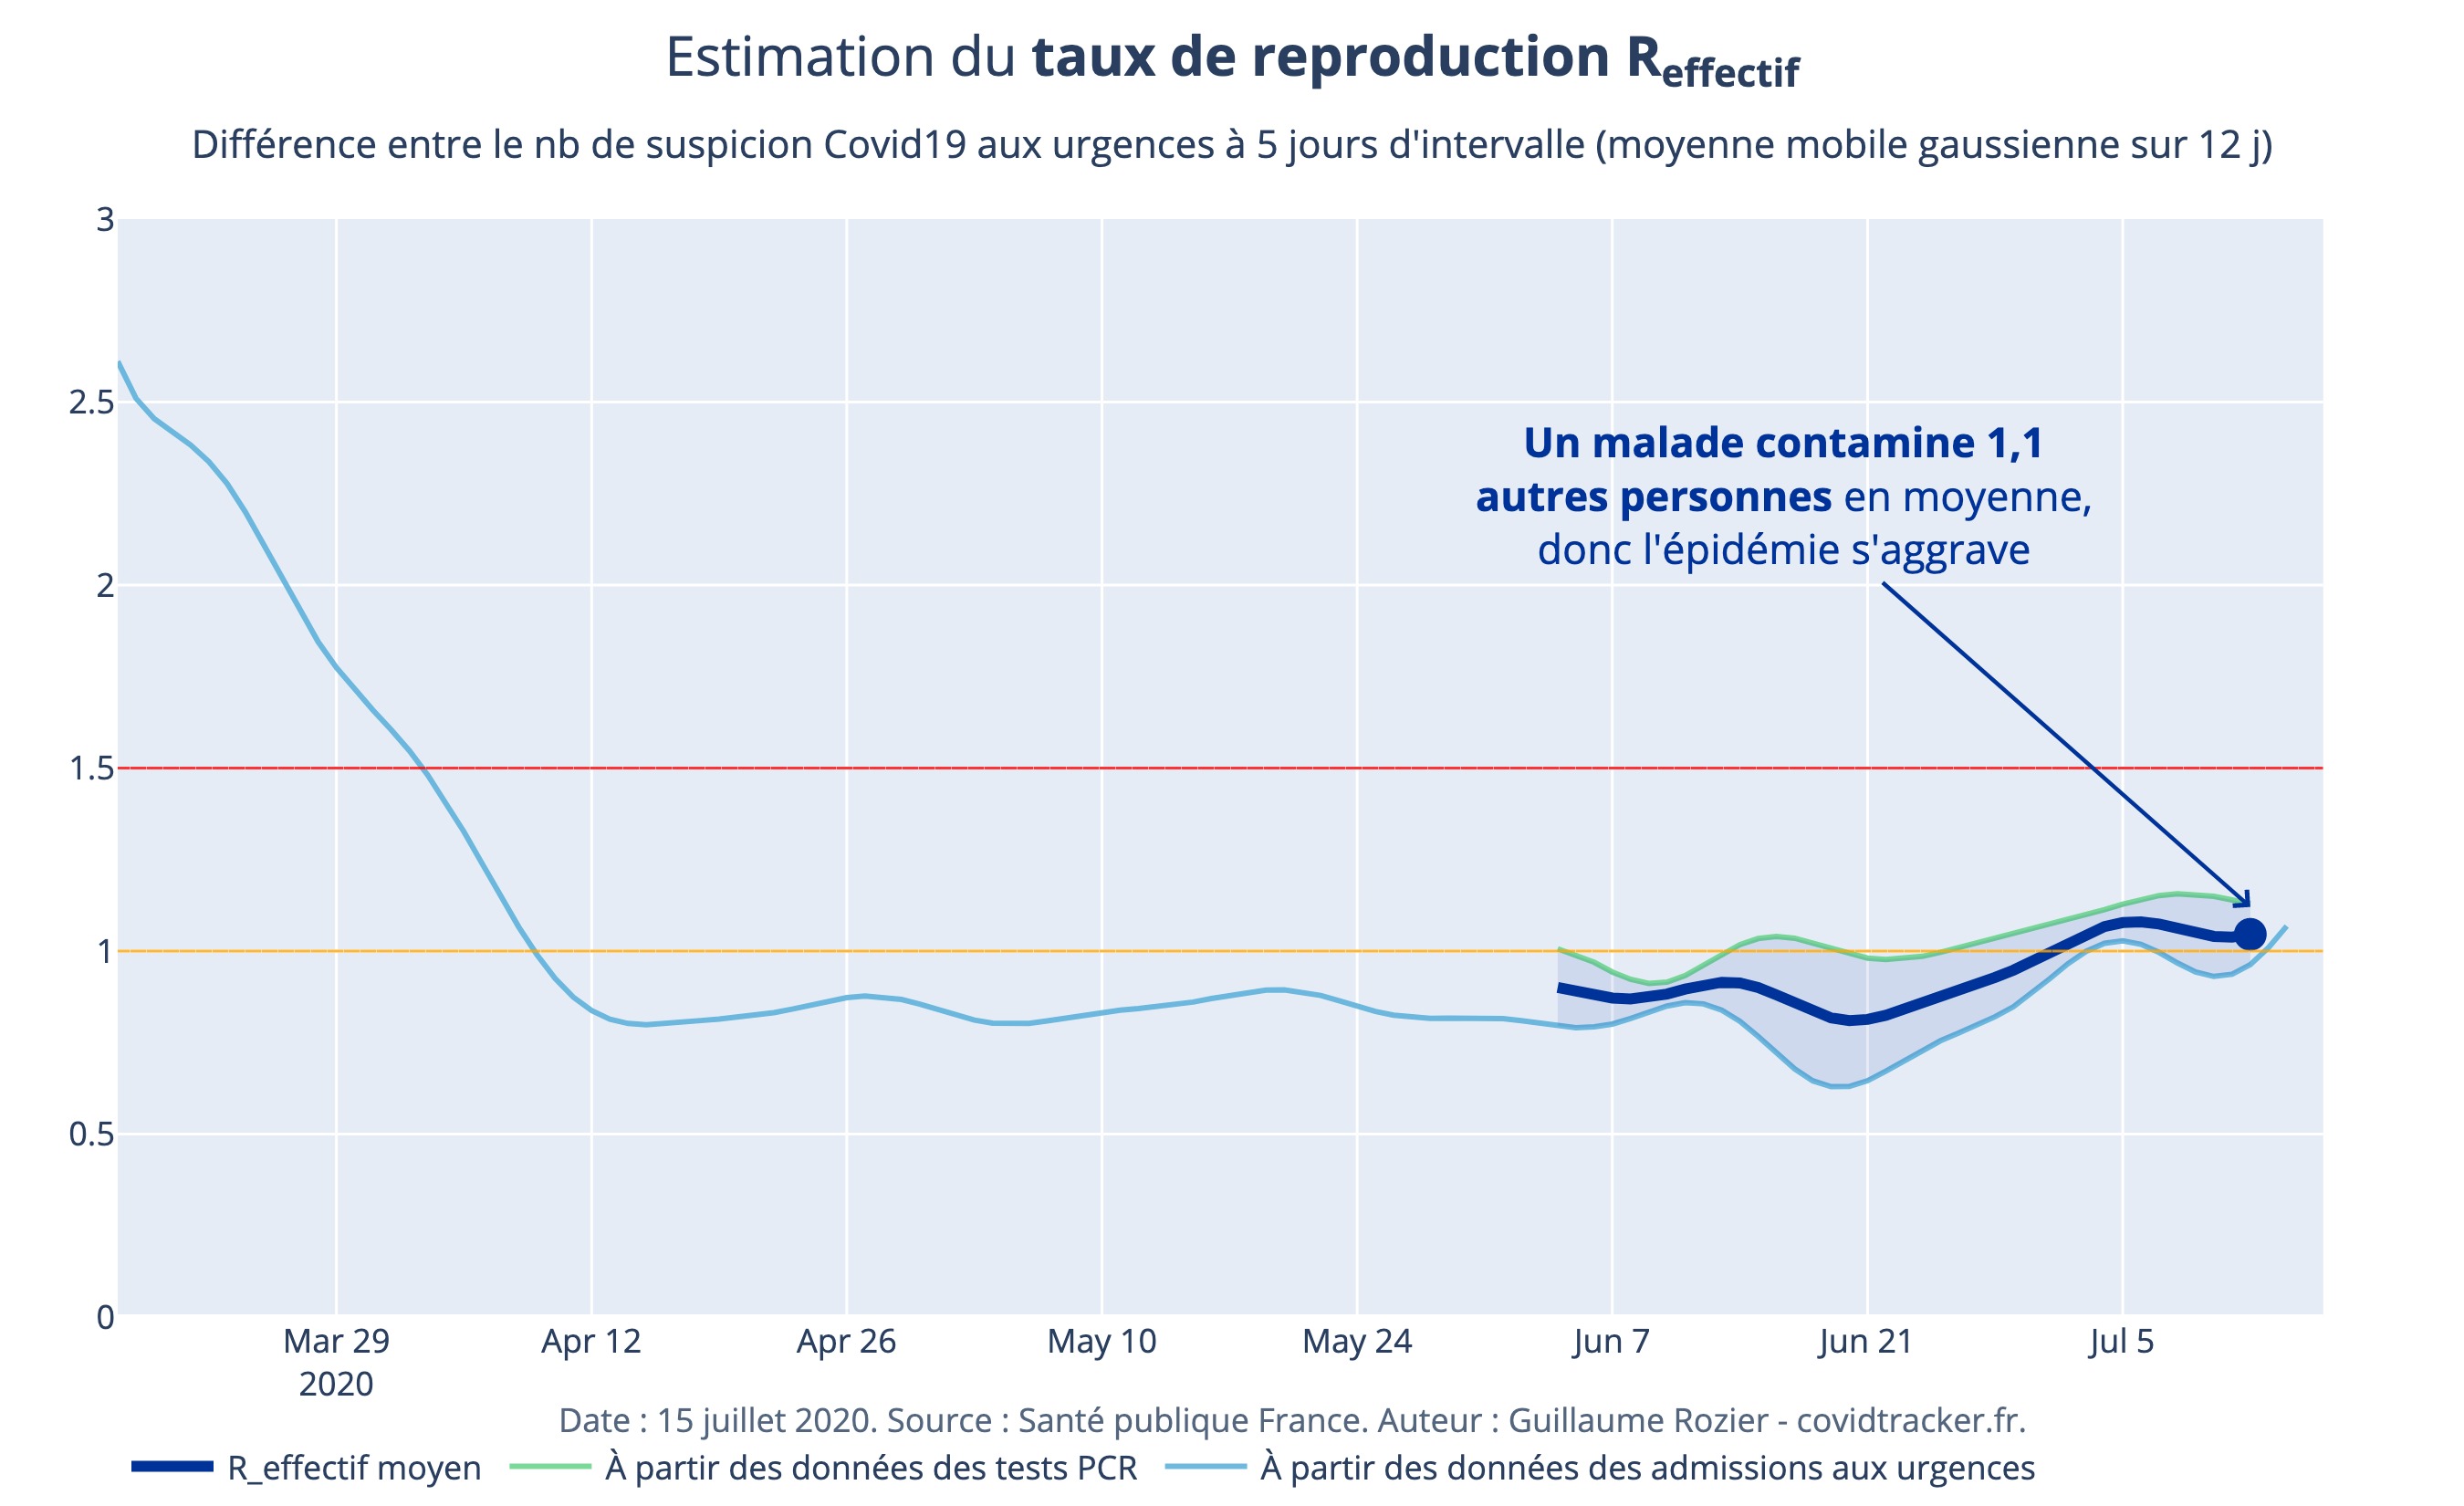 Estimation du taux de reproduction Reffectif
Différence entre le nb de suspicion Covid19 aux urgences à 5 jours d'intervalle (moyenne mobile gaussienne sur 12 j)
3
2.5
2
1.5
1
0.5
0
Un malade contamine 1,1
autres personnes en moyenne,
donc l'épidémie s'aggrave
Mar 29 Apr 12 Apr 26 May 10 May 24 Jun 7 Jun 21 Jul 5
2020
Date : 15 juillet 2020. Source : Santé publique France. Auteur : Guillaume Rozier - covidtracker.fr.
R_effectif moyen À partir des données des tests PCR À partir des données des admissions aux urgences